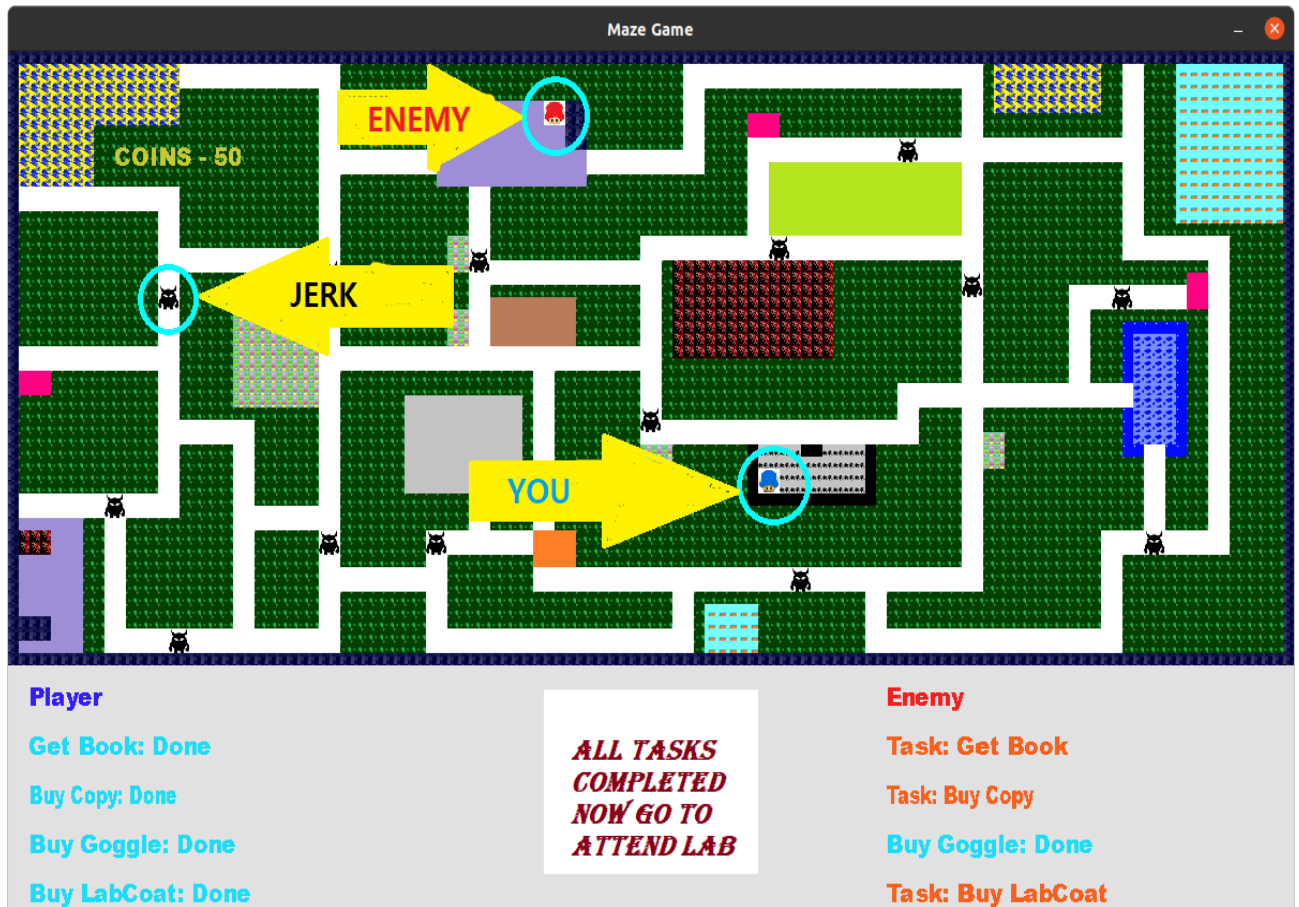 Maze Game
ENEMY
COINS - 50
JERK
YOU
Player
Get Book: Done
Buy Copy: Done
Buy Goggle: Done
Buy LabCoat: Done
ALL TASKS
COMPLETED
NOW GO TO
ATTEND LAB
Enemy
Task: Get Book
Task: Buy Copy
Buy Goggle: Done
Task: Buy LabCoat